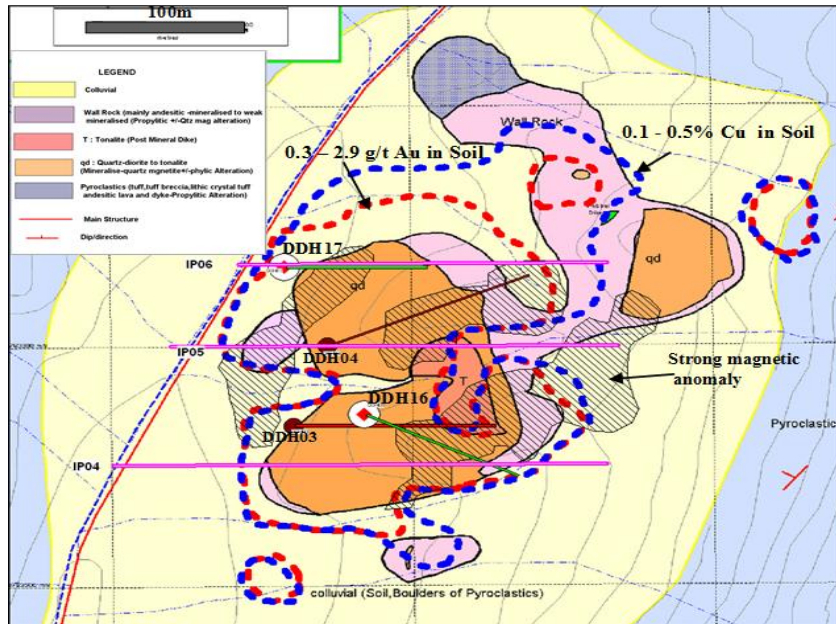 100m
metres
LEGEND
Colluvial
Wall Rock (mainly andesitic -mineralised to weak
mineralised (Propylitic +/-Qtz mag alteration)
T : Tonalite (Post Mineral Dike)
qd : Quartz-diorite to tonalite
(Mineralise-quartz mgnetite+/-phylic Alteration)
Pyroclastics (tuff,tuff breccia,lithic crystal tuff
andesitic lava and dyke-Propylitic Alteration)
Main Structure
Dip/direction
Wall Rock
0.1 - 0.5% Cu in Soil
0.3 – 2.9 g/t Au in Soil
DDH17
IP06
qd
qd
IP05
DDH04
Strong magnetic
anomaly
T
DDH16
DDH03
Pyroclastic
IP04
colluvial (Soil,Boulders of Pyroclastics)